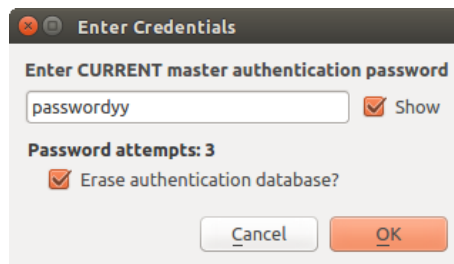 Enter Credentials
Enter CURRENT master authentication password
passwordyy Show
Password attempts: 3
Erase authentication database?
Cancel OK